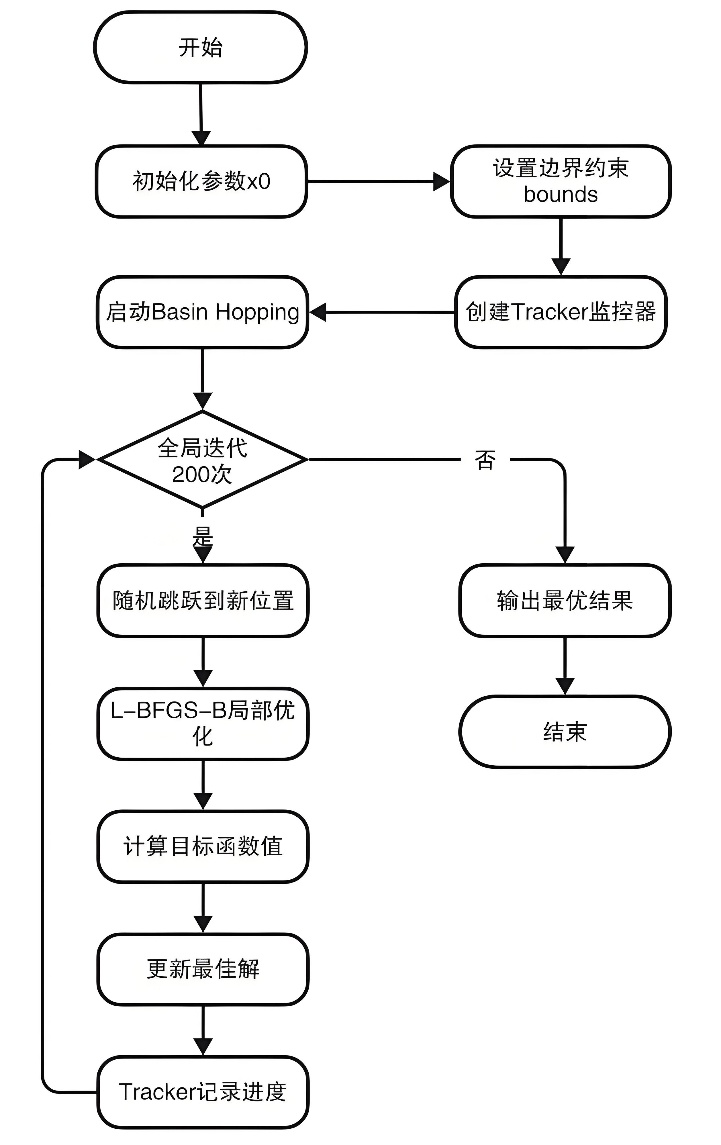 开始
初始化参数x0
设置边界约束
bounds
启动Basin Hopping
创建Tracker监控器
全局迭代
200次
否
是
随机跳跃到新位置
输出最优结果
L-BFGS-B局部优
化
结束
计算目标函数值
更新最佳解
Tracker记录进度